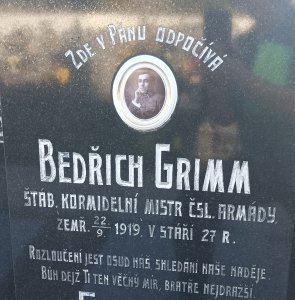 ZDE V PÁNU ODPOČÍVÁ
BEDŘICH GRIMM
ŠTÁB. KORMIDELNÍ MISTR ČSL. ARMÁDY,
ZEMŘ. 22/9 1919. V STÁŘÍ 27 R.
ROZLOUČENÍ JEST OSUD NÁŠ, SHLEDÁNÍ NAŠE NADĚJE.
BŮH DEJŽ TI TEN VĚČNÝ MÍR, BRATŘE NEJDRAŽŠÍ.